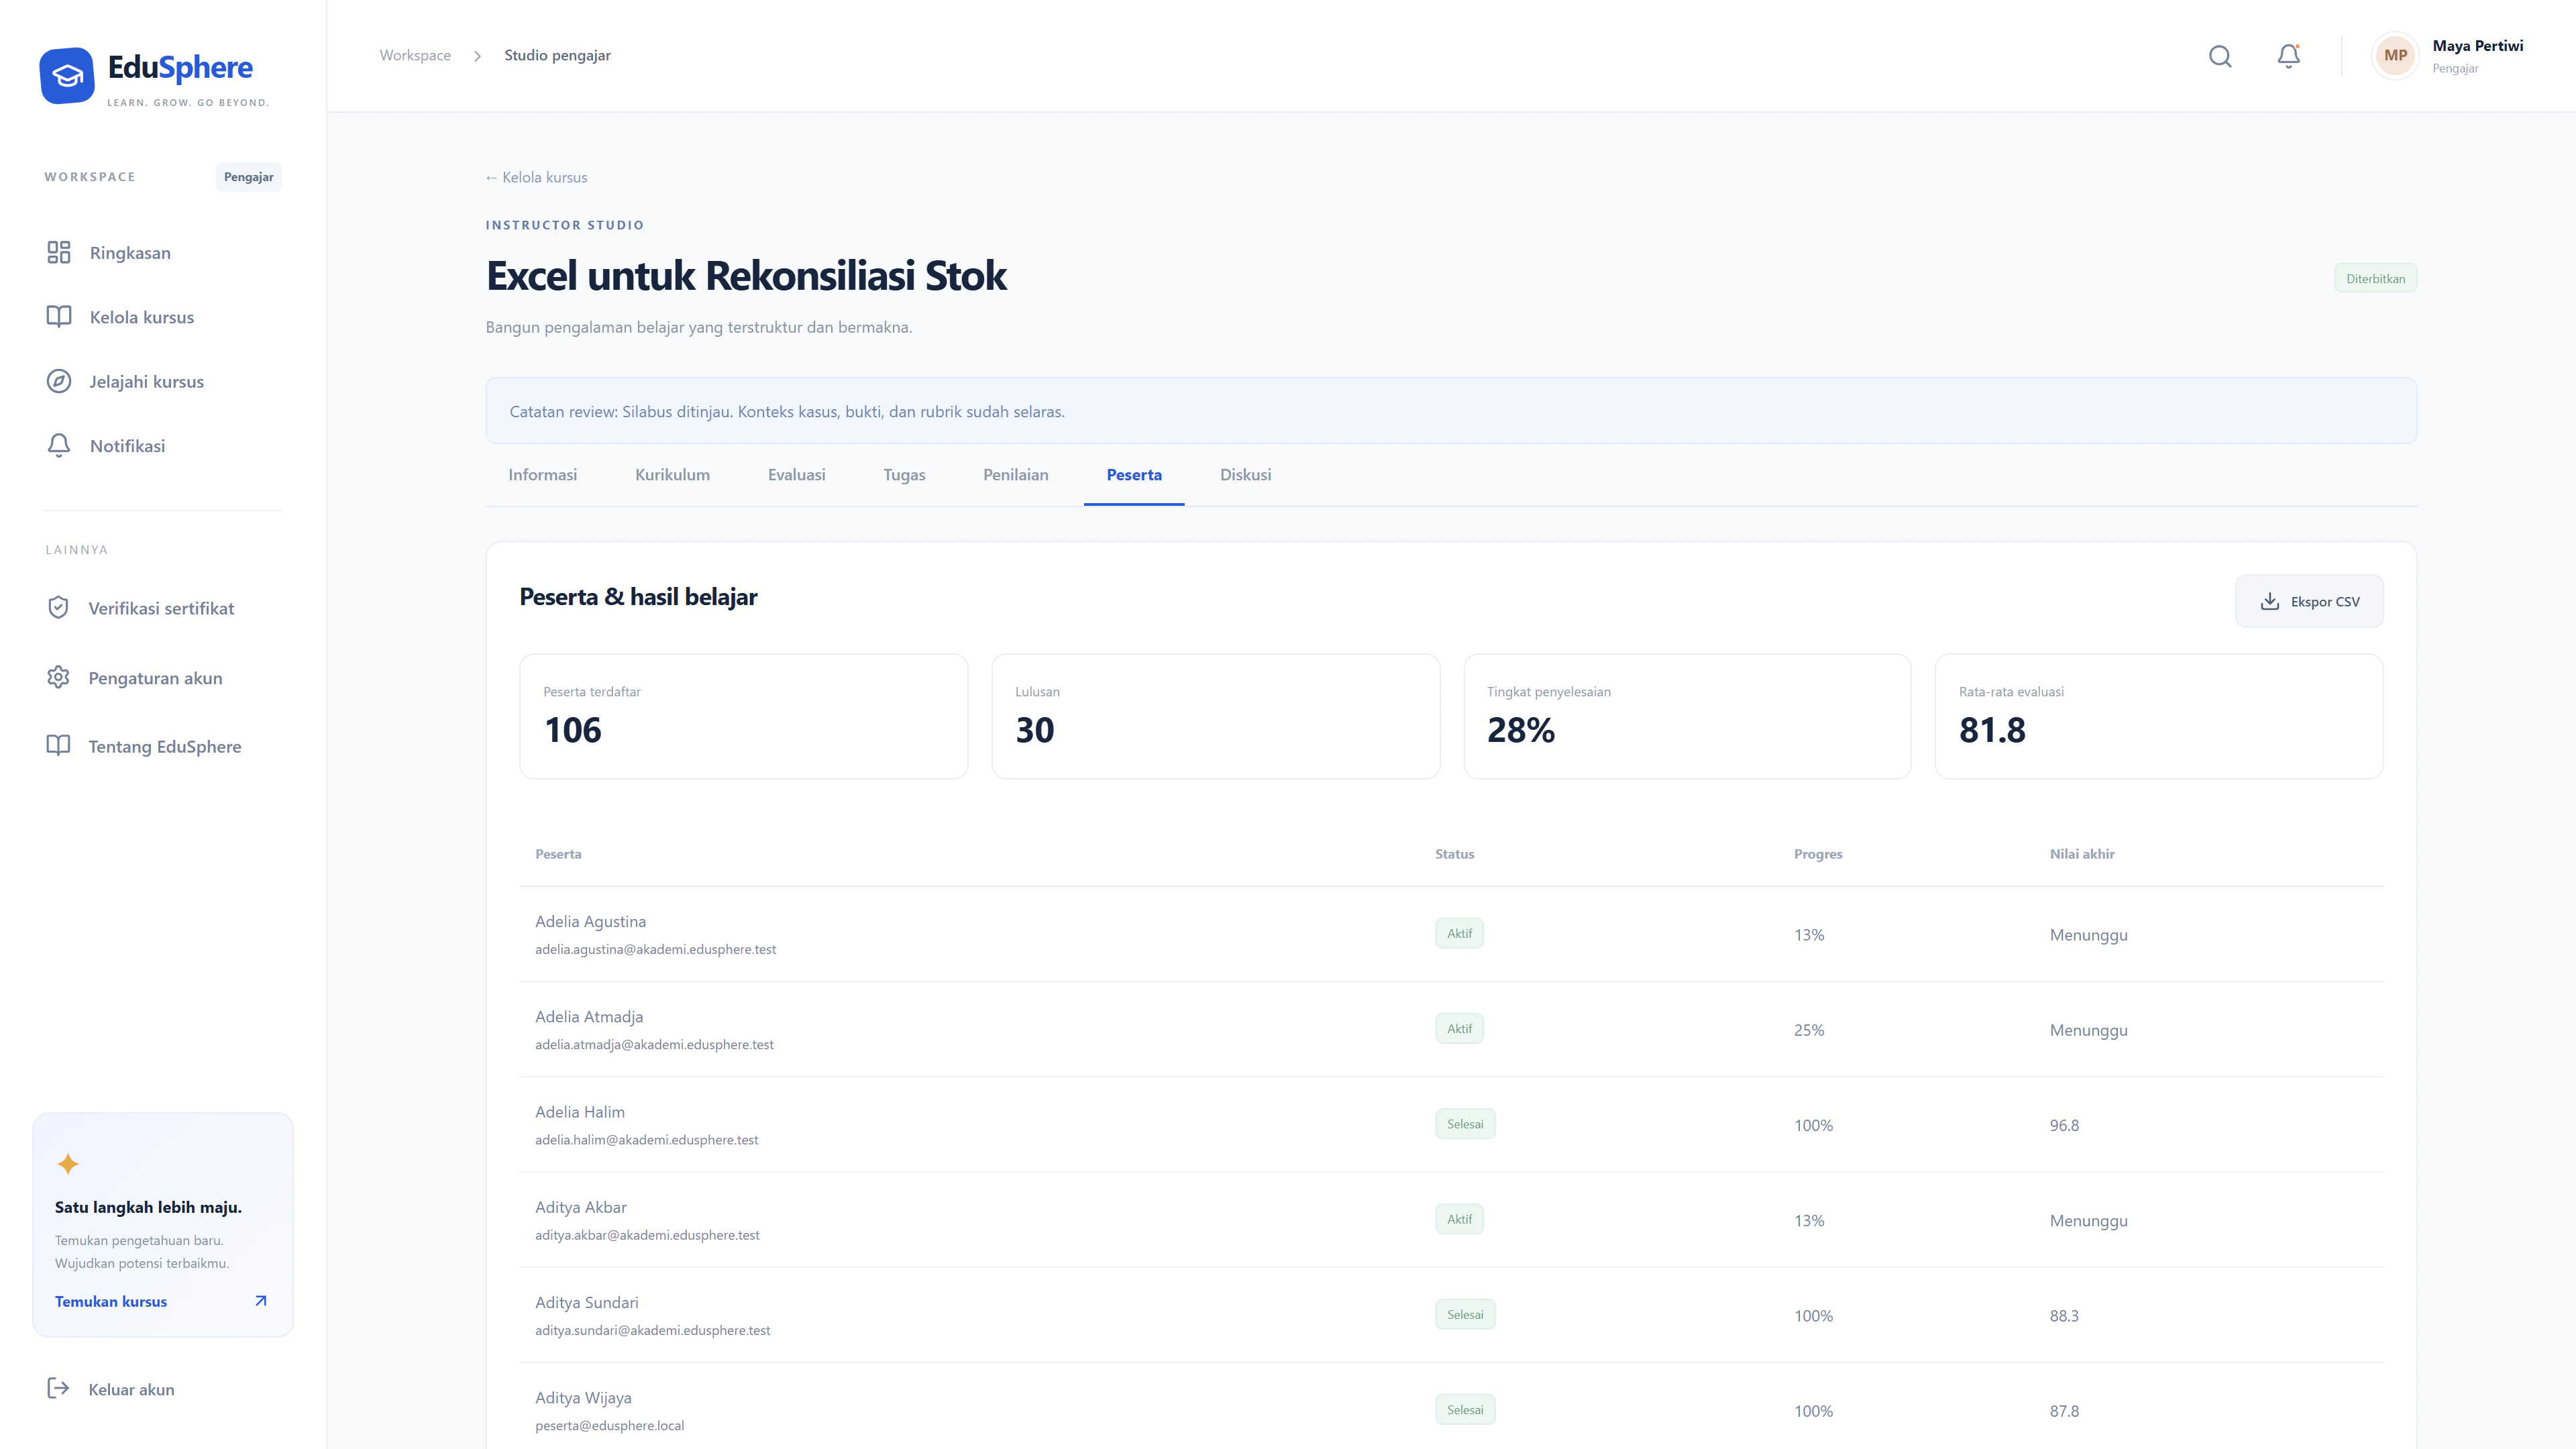 EduSphere
LEARN. GROW. GO BEYOND.
WORKSPACE
Pengajar
Ringkasan
Kelola kursus
Jelajahi kursus
Notifikasi
LAINNYA
Verifikasi sertifikat
Pengaturan akun
Tentang EduSphere
Satu langkah lebih maju.
Temukan pengetahuan baru.
Wujudkan potensi terbaikmu.
Temukan kursus
Keluar akun
Workspace
Studio pengajar
MP
Maya Pertiwi
Pengajar
← Kelola kursus
INSTRUCTOR STUDIO
Excel untuk Rekonsiliasi Stok
Diterbitkan
Bangun pengalaman belajar yang terstruktur dan bermakna.
Catatan review: Silabus ditinjau. Konteks kasus, bukti, dan rubrik sudah selaras.
Informasi Kurikulum Evaluasi Tugas Penilaian Peserta Diskusi
Peserta & hasil belajar
Ekspor CSV
Peserta terdaftar
106
Lulusan
30
Tingkat penyelesaian
28%
Rata-rata evaluasi
81.8
Peserta Status Progres Nilai akhir
Adelia Agustina
adelia.agustina@akademi.edusphere.test
Aktif 13% Menunggu
Adelia Atmadja
adelia.atmadja@akademi.edusphere.test
Aktif 25% Menunggu
Adelia Halim
adelia.halim@akademi.edusphere.test
Selesai 100% 96.8
Aditya Akbar
aditya.akbar@akademi.edusphere.test
Aktif 13% Menunggu
Aditya Sundari
aditya.sundari@akademi.edusphere.test
Selesai 100% 88.3
Aditya Wijaya
peserta@edusphere.local
Selesai 100% 87.8